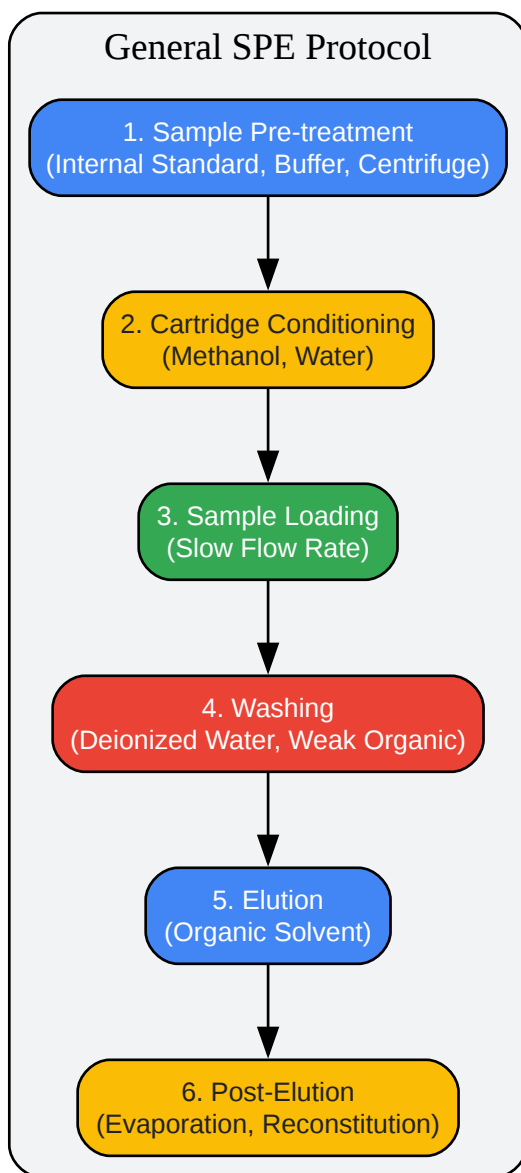 General SPE Protocol
1. Sample Pre-treatment
(Internal Standard, Buffer, Centrifuge)
2. Cartridge Conditioning
(Methanol, Water)
3. Sample Loading
(Slow Flow Rate)
4. Washing
(Deionized Water, Weak Organic)
5. Elution
(Organic Solvent)
6. Post-Elution
(Evaporation, Reconstitution)